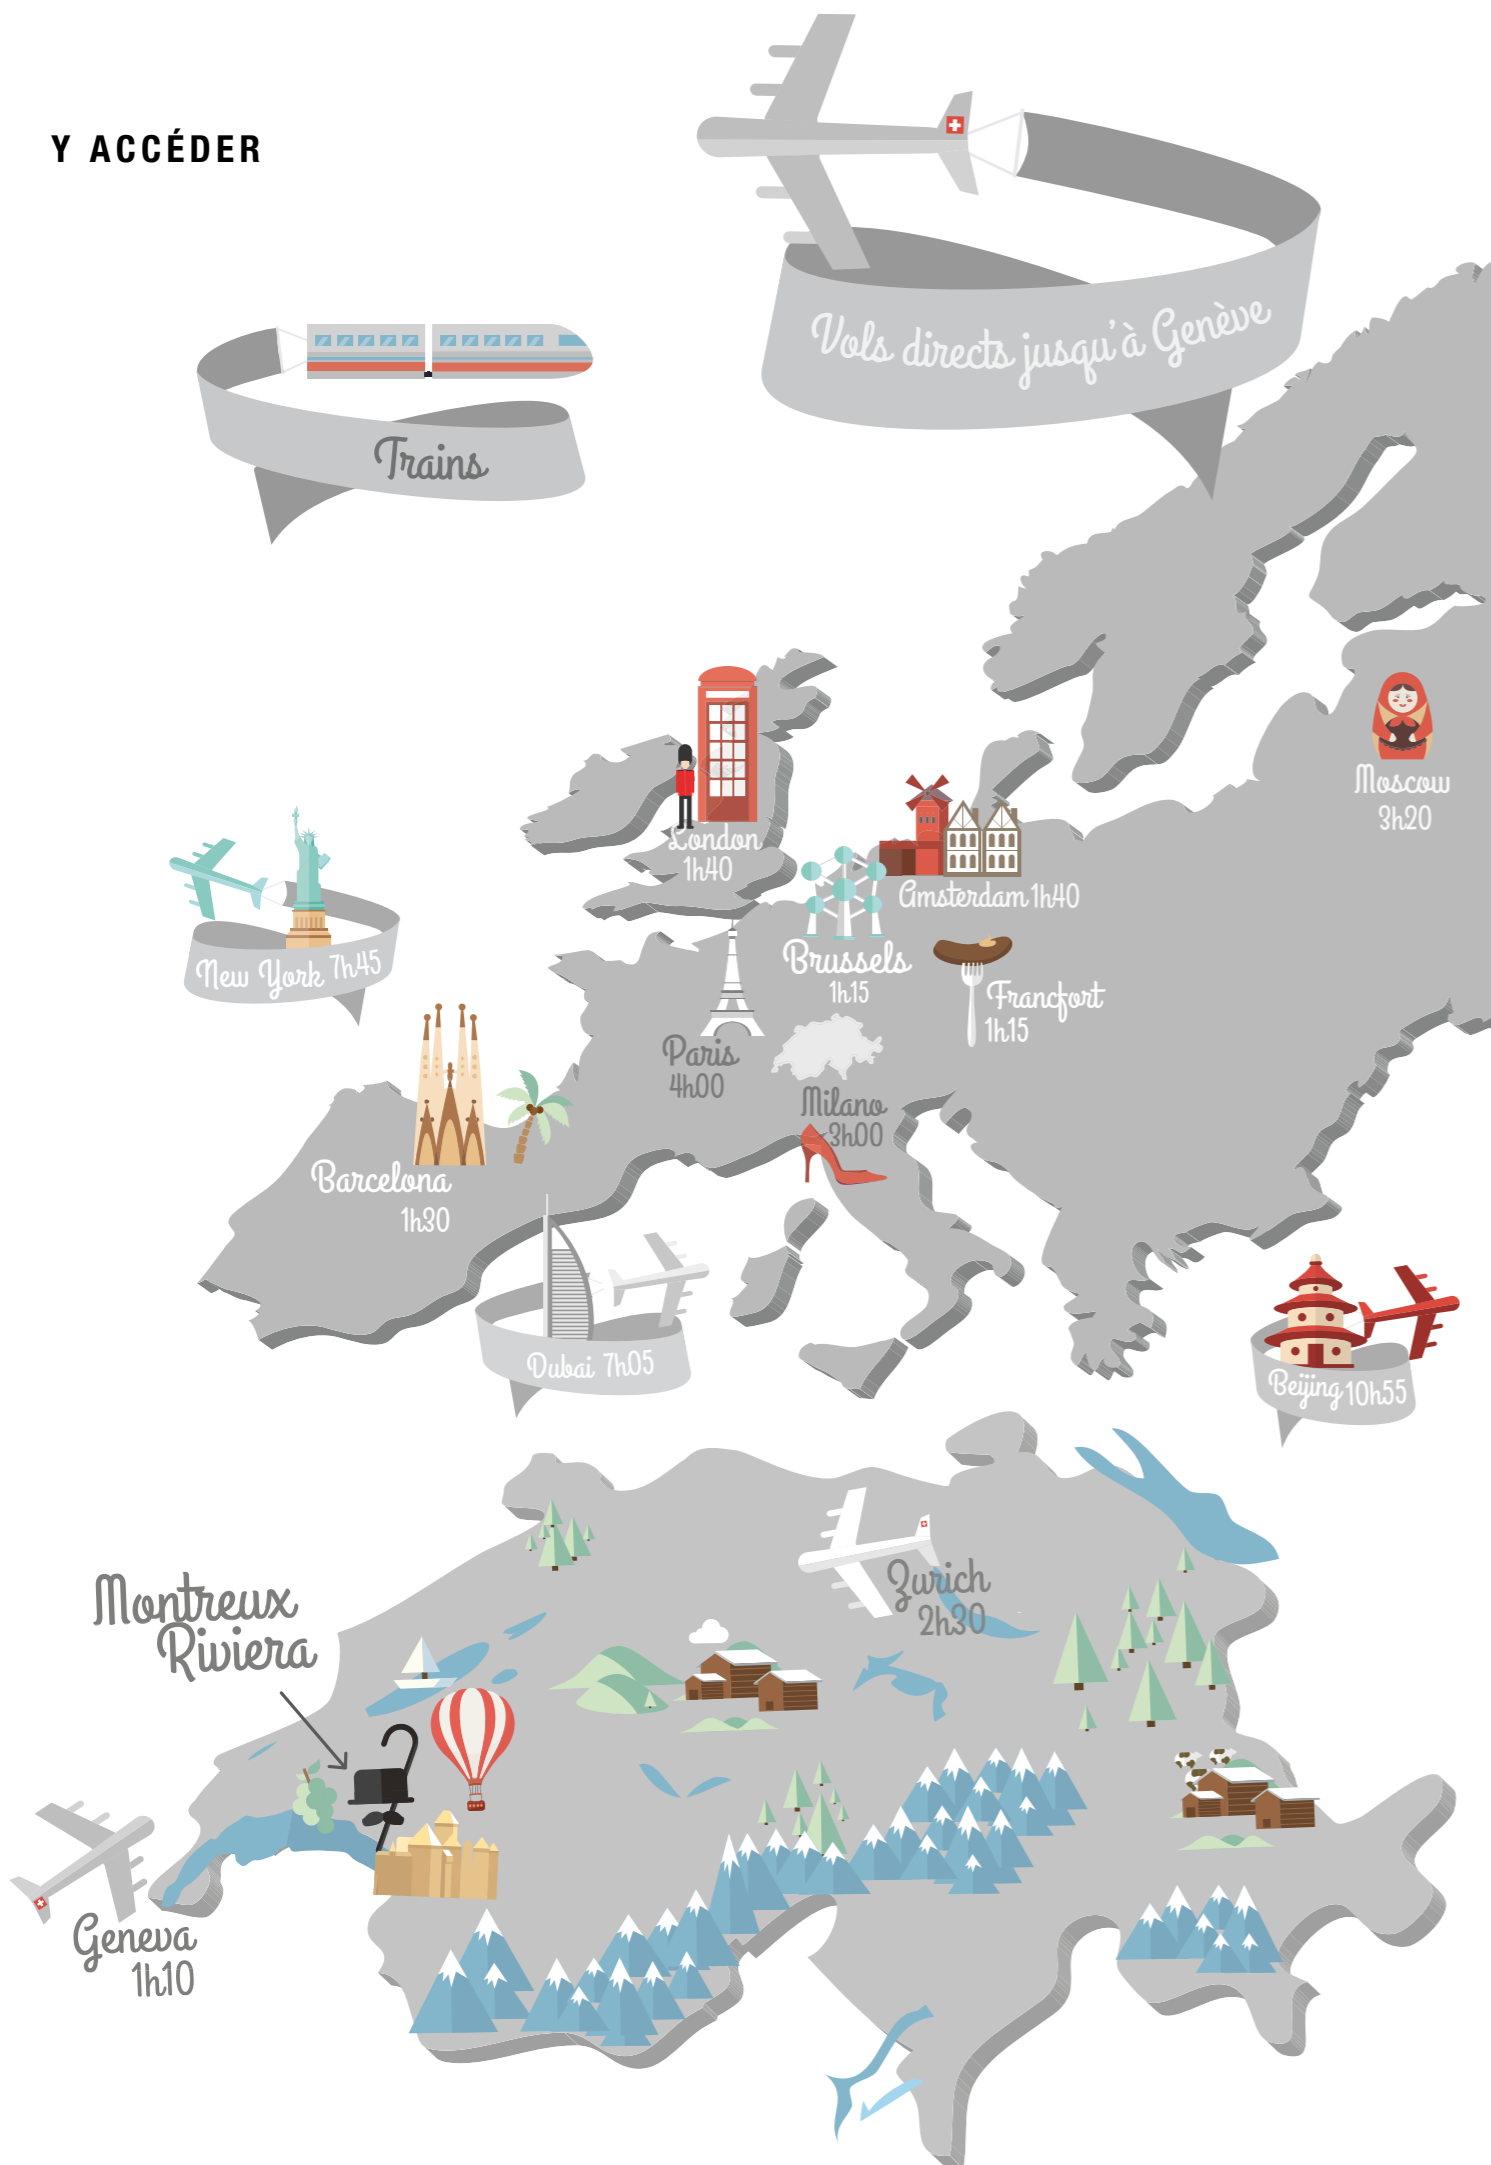 Y ACCÉDER
Vols directs jusqu'à Genève
Trains
Moscow
3h20
London
1h40
Amsterdam 1h40
New York 7h45
Brussels
1h15
Francfort
1h15
Paris
4h00
Milano
3h00
Barcelona
1h30
Dubai 7h05
Beijing 10h55
Zurich
2h30
Montreux
Riviera
Geneva
1h10